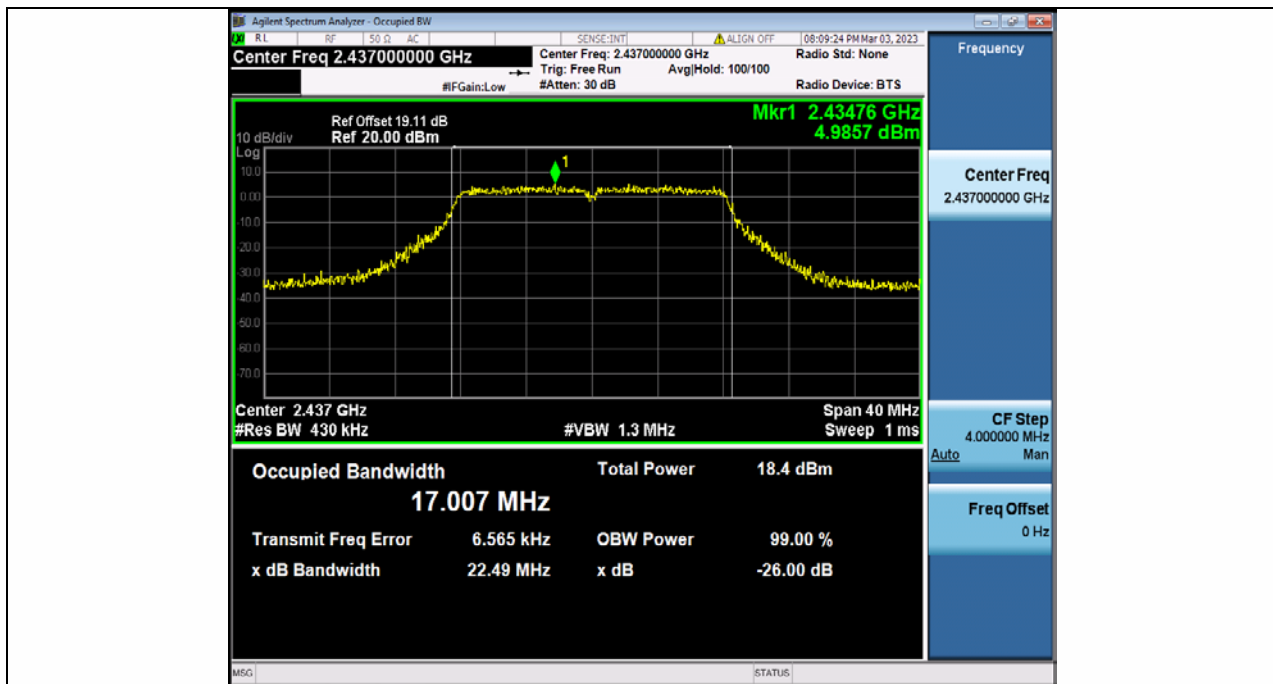 Agilent Spectrum Analyzer - Occupied BW
RL RF 50 Ω AC SENSE:INT ALIGN OFF 08:09:24 PM Mar 03, 2023
Center Freq 2.437000000 GHz
Center Freq: 2.437000000 GHz Radio Std: None
Trig: Free Run Avg|Hold: 100/100
#IFGain:Low #Atten: 30 dB Radio Device: BTS
Mkr1 2.43476 GHz
4.9857 dBm
Ref Offset 19.11 dB
10 dB/div Ref 20.00 dBm
Log
1
10.0
0.00
-10.0
-20.0
-30.0
-40.0
-50.0
-60.0
-70.0
Center 2.437 GHz Span 40 MHz
#Res BW 430 kHz #VBW 1.3 MHz Sweep 1 ms
Occupied Bandwidth Total Power 18.4 dBm
17.007 MHz
Transmit Freq Error 6.565 kHz OBW Power 99.00 %
x dB Bandwidth 22.49 MHz x dB -26.00 dB
MSG STATUS
Frequency
Center Freq
2.437000000 GHz
CF Step
4.000000 MHz
Auto Man
Freq Offset
0 Hz